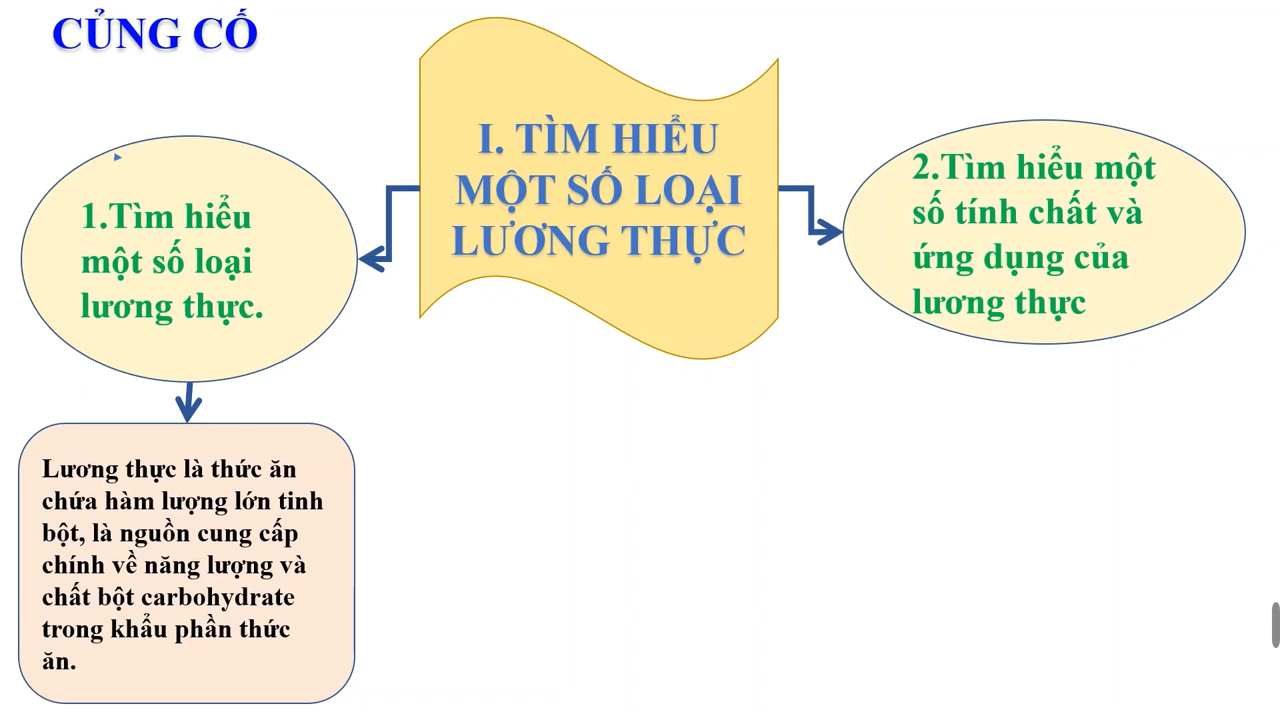 CỦNG CỐ
I. TÌM HIỂU
MỘT SỐ LOẠI
LƯƠNG THỰC
1.Tìm hiểu
một số loại
lương thực.
2.Tìm hiểu một
số tính chất và
ứng dụng của
lương thực
Lương thực là thức ăn
chứa hàm lượng lớn tinh
bột, là nguồn cung cấp
chính về năng lượng và
chất bột carbohydrate
trong khẩu phần thức
ăn.